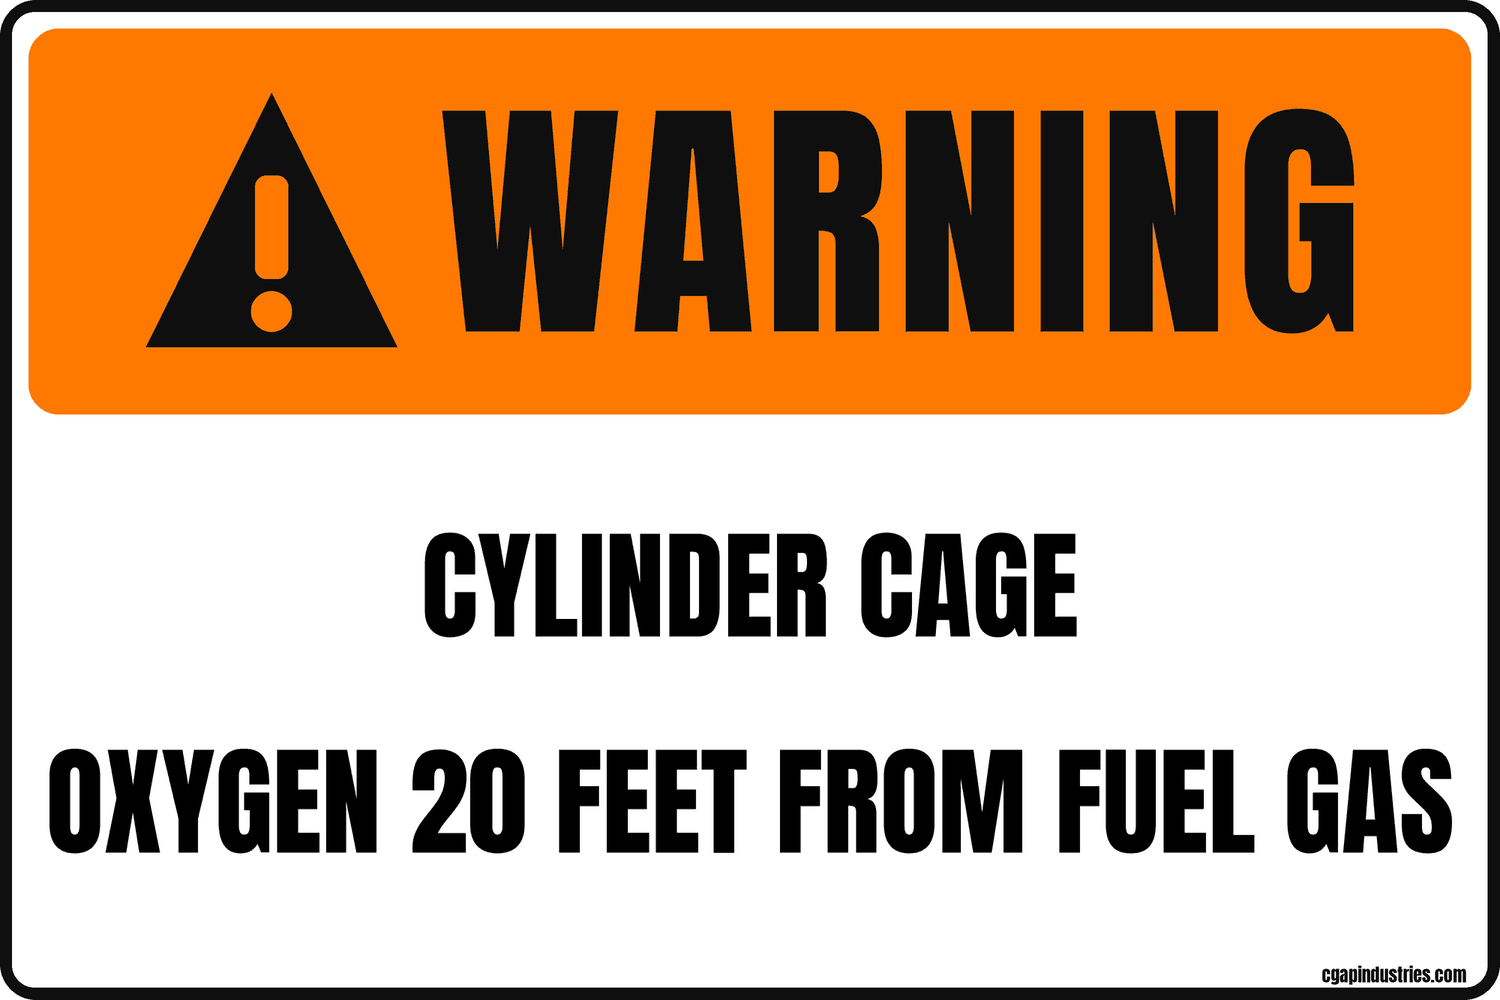 WARNING
CYLINDER CAGE
OXYGEN 20 FEET FROM FUEL GAS
cgapindustries.com